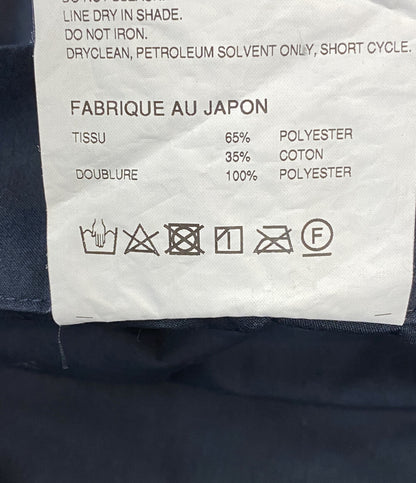 LINE DRY IN SHADE.
DO NOT IRON.
DRYCLEAN, PETROLEUM SOLVENT ONLY, SHORT CYCLE.
FABRIQUE AU JAPON
TISSU 65% POLYESTER
35% COTON
DOUBLURE 100% POLYESTER
F